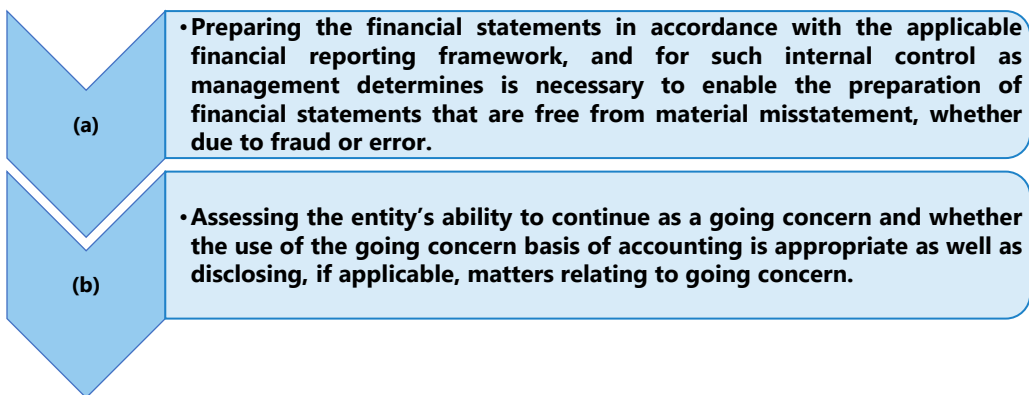 •Preparing the financial statements in accordance with the applicable
financial reporting framework, and for such internal control as
management determines is necessary to enable the preparation of
financial statements that are free from material misstatement, whether
due to fraud or error.
(a)
•Assessing the entity’s ability to continue as a going concern and whether
the use of the going concern basis of accounting is appropriate as well as
disclosing, if applicable, matters relating to going concern.
(b)